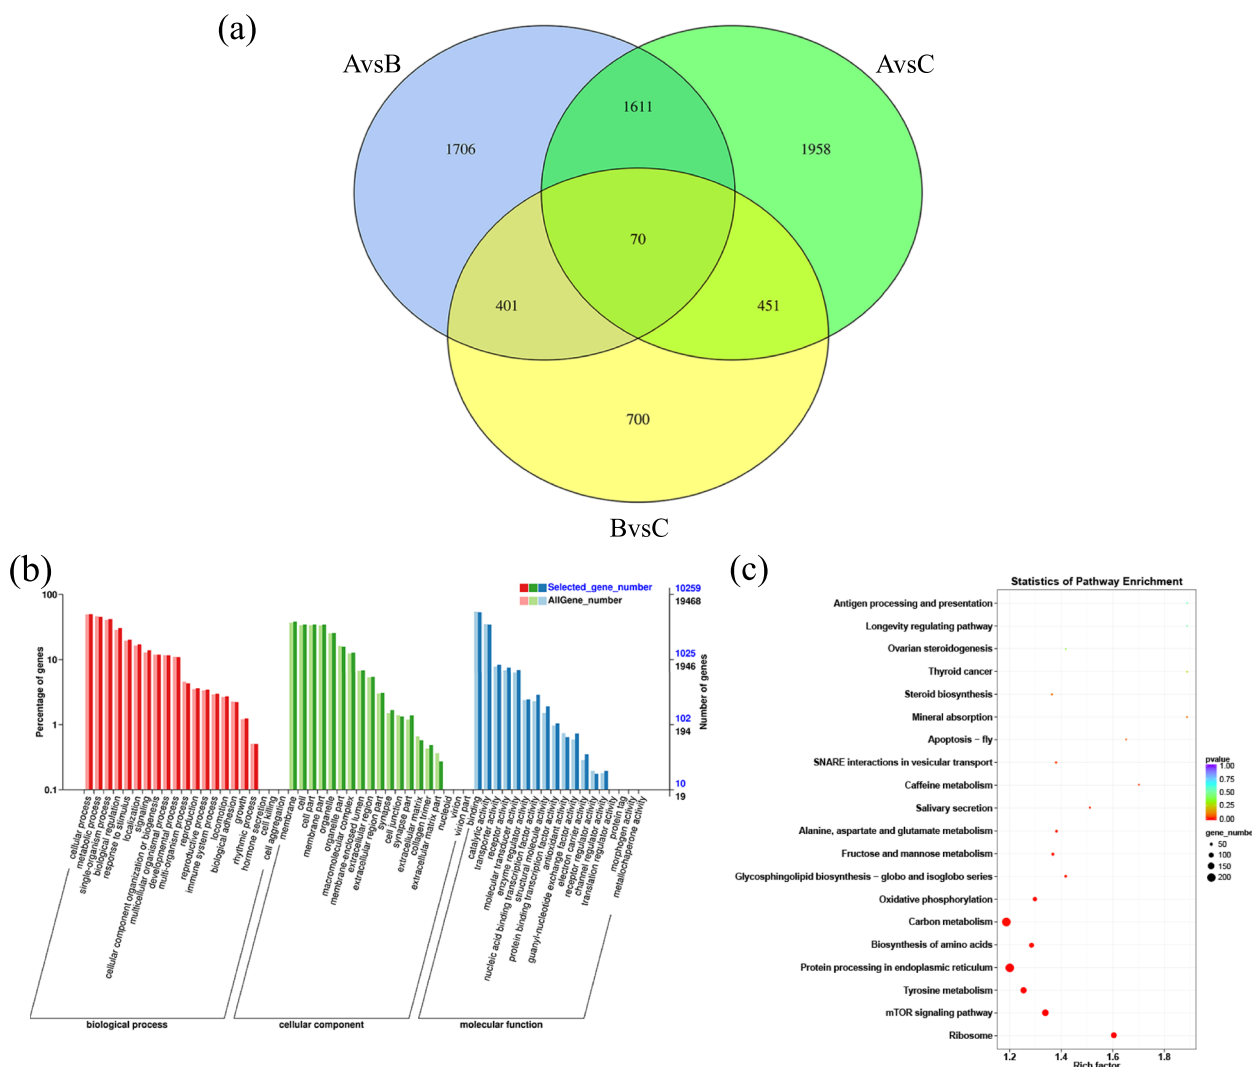 (a)
AvsB
AvsC
1611
1706
1958
70
401
451
700
BvsC
(b)
Selected_gene_number
AllGene_number
100
10
1
0.1
Percentage of genes
10259
19468
1025
1946
102
194
10
19
Number of genes
cellular process
metabolic process
single-organism process
biological regulation
response to stimulus
localization
signaling
cellular component organization or biogenesis
multicellular organismal process
developmental process
multi-organism process
reproduction
reproductive process
immune system process
locomotion
biological adhesion
growth
rhythmic process
hormone secretion
cell killing
cell aggregation
membrane
cell
cell part
membrane part
organelle
organelle part
macromolecular complex
membrane-enclosed lumen
extracellular region
extracellular region part
synapse
cell junction
synapse part
extracellular matrix
collagen trimer
extracellular matrix part
nucleoid
virion
virion part
binding
catalytic activity
transporter activity
receptor activity
molecular transducer activity
enzyme regulator activity
nucleic acid binding transcription factor activity
structural molecule activity
protein binding transcription factor activity
antioxidant activity
guanyl-nucleotide exchange factor activity
electron carrier activity
receptor regulator activity
channel regulator activity
translation regulator activity
protein tag
morphogen activity
metallochaperone activity
biological process
cellular component
molecular function
(c)
Statistics of Pathway Enrichment
Antigen processing and presentation
Longevity regulating pathway
Ovarian steroidogenesis
Thyroid cancer
Steroid biosynthesis
Mineral absorption
Apoptosis − fly
SNARE interactions in vesicular transport
Caffeine metabolism
Salivary secretion
Alanine, aspartate and glutamate metabolism
Fructose and mannose metabolism
Glycosphingolipid biosynthesis − globo and isoglobo series
Oxidative phosphorylation
Carbon metabolism
Biosynthesis of amino acids
Protein processing in endoplasmic reticulum
Tyrosine metabolism
mTOR signaling pathway
Ribosome
1.2
1.4
1.6
1.8
Rich factor
pvalue
1.00
0.75
0.50
0.25
0.00
gene_numbe
50
100
150
200